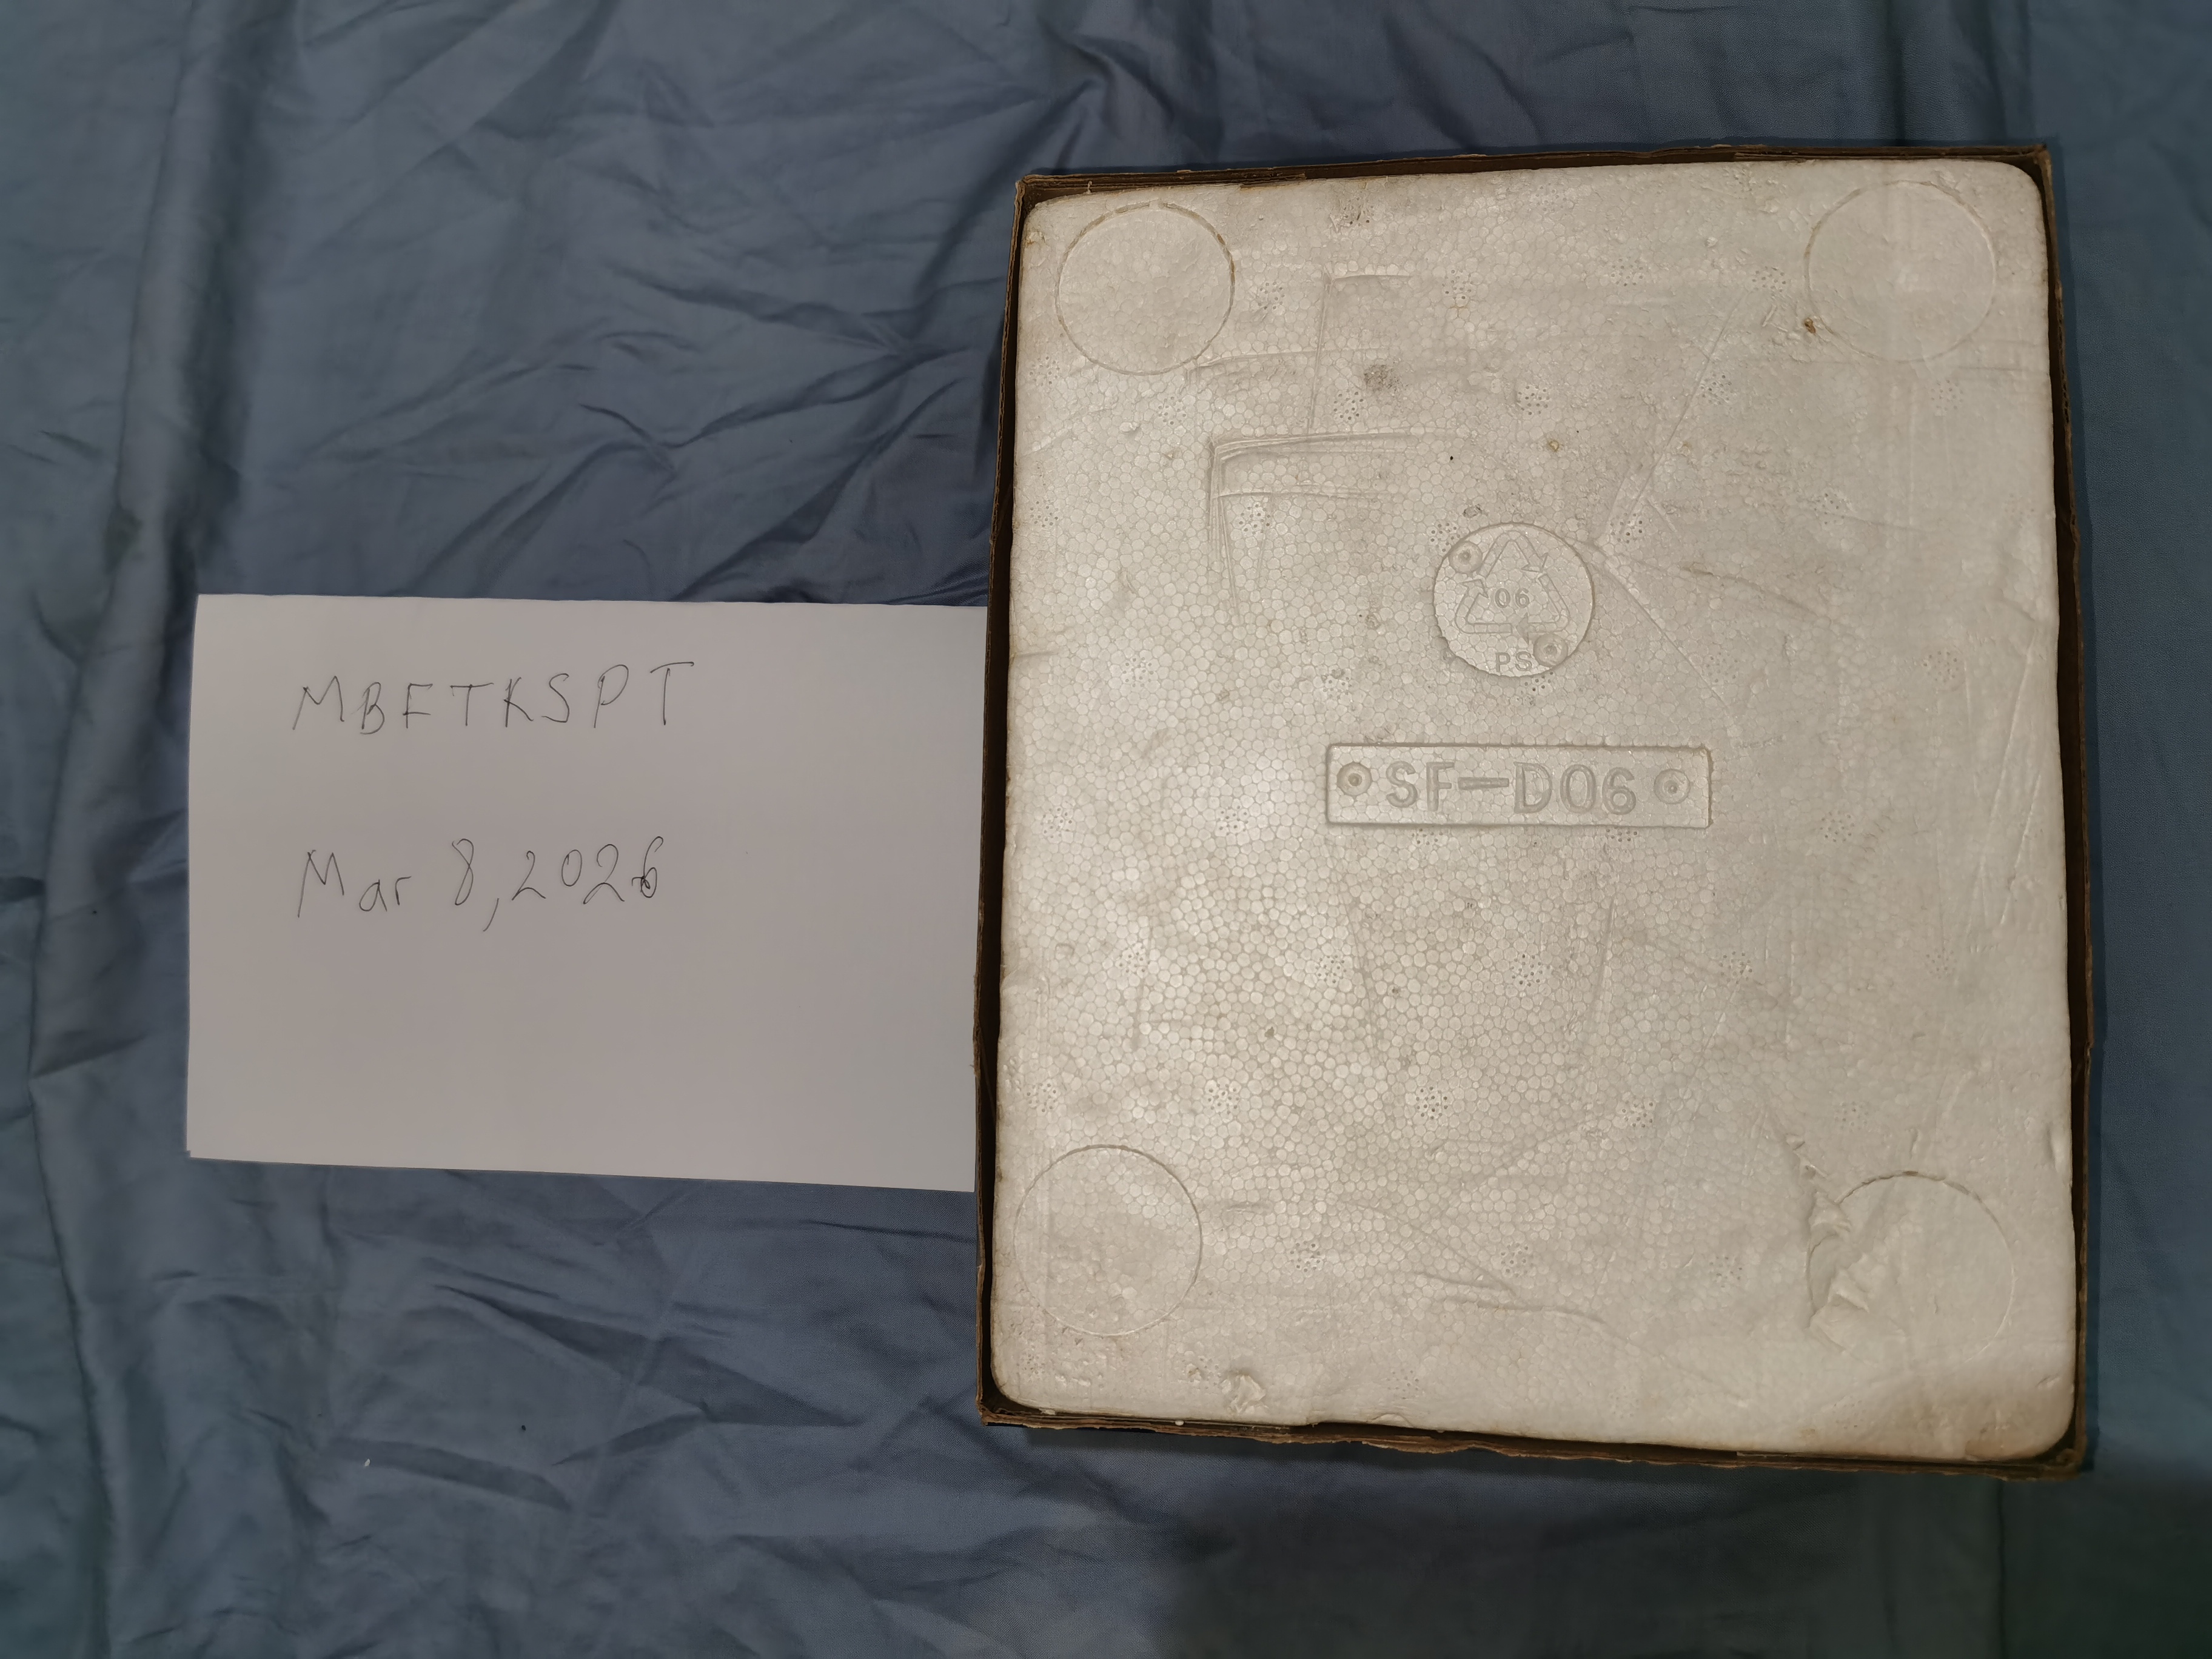 MBFTKSPT
Mar 8, 2026
06
PS
SF-D06